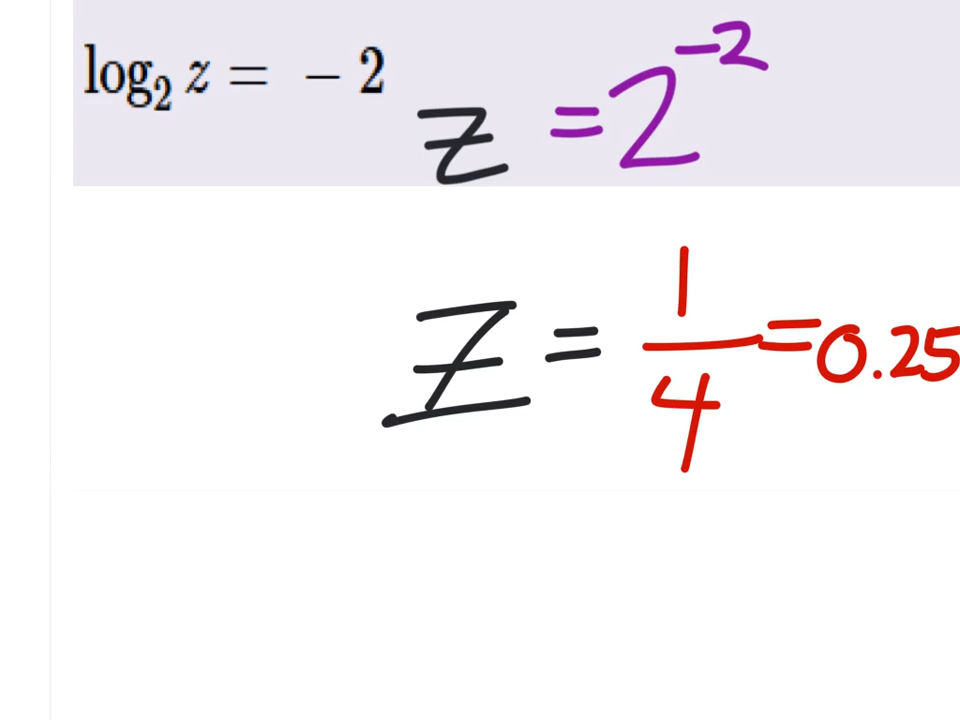 log₂ z = − 2
z = 2⁻²
z = 1/4 = 0.25